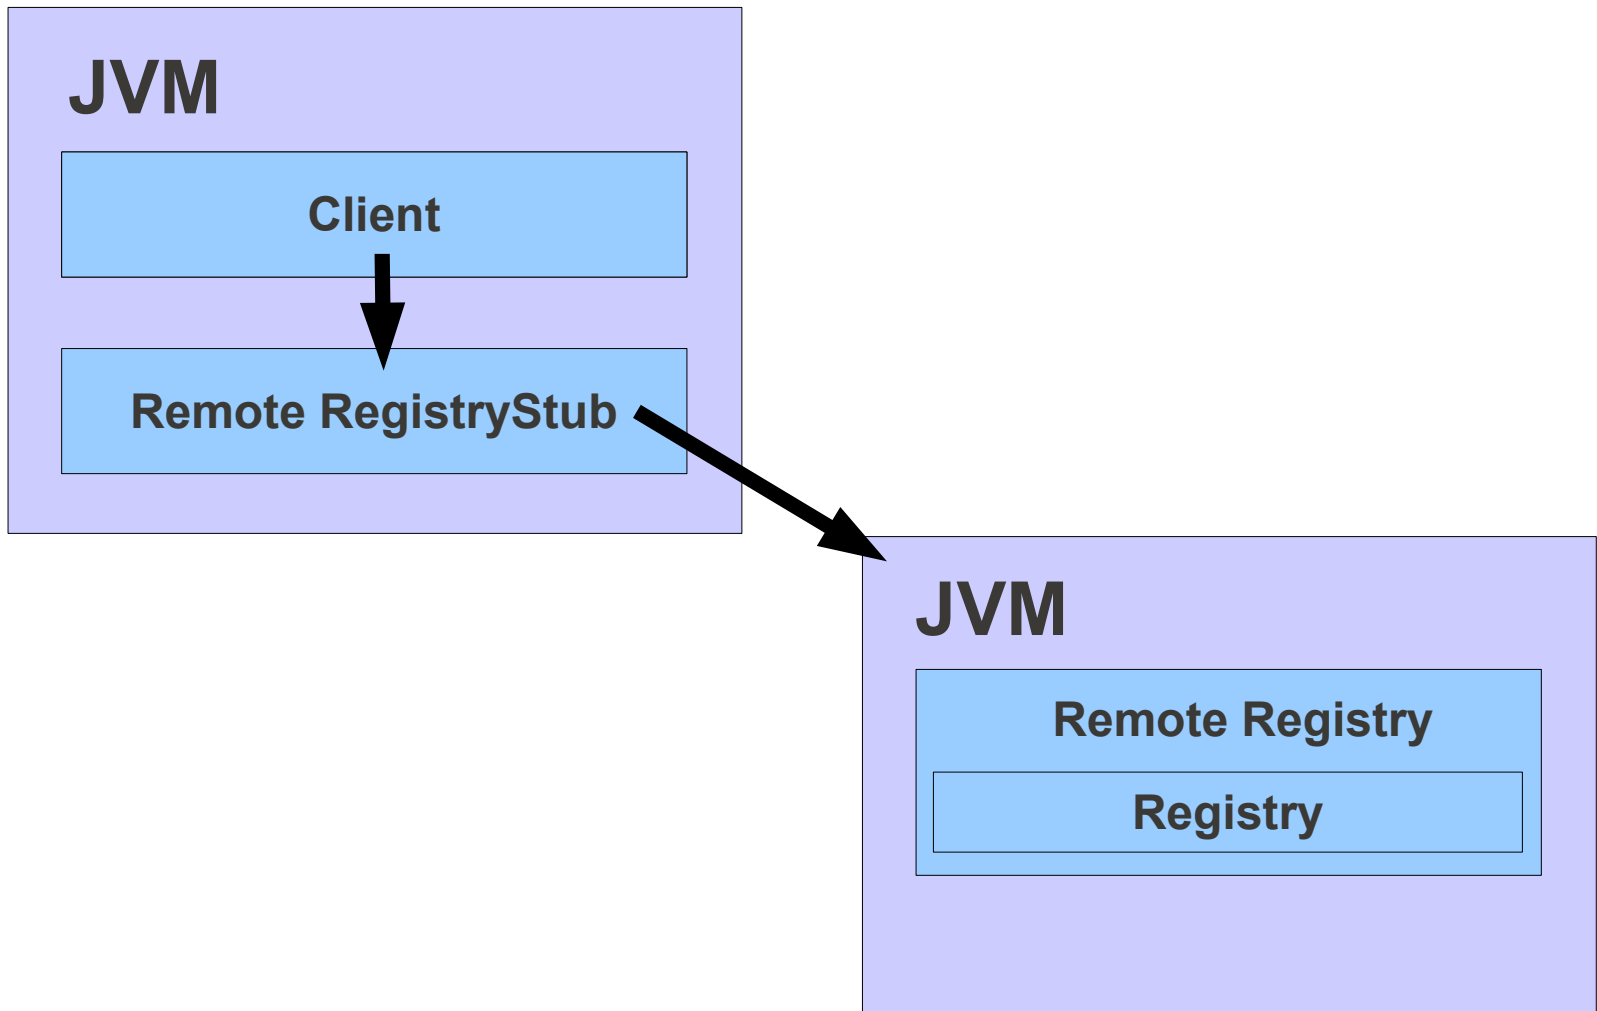 JVM
Client
Remote RegistryStub
JVM
Remote Registry
Registry